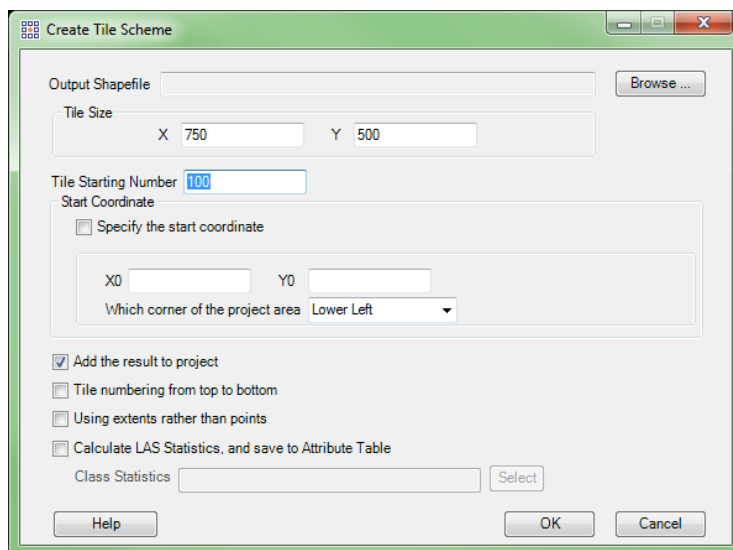 Create Tile Scheme
Output Shapefile Browse ...
Tile Size
X 750 Y 500
Tile Starting Number 100
Start Coordinate
Specify the start coordinate
X0 Y0
Which corner of the project area Lower Left
Add the result to project
Tile numbering from top to bottom
Using extents rather than points
Calculate LAS Statistics, and save to Attribute Table
Class Statistics Select
Help OK Cancel